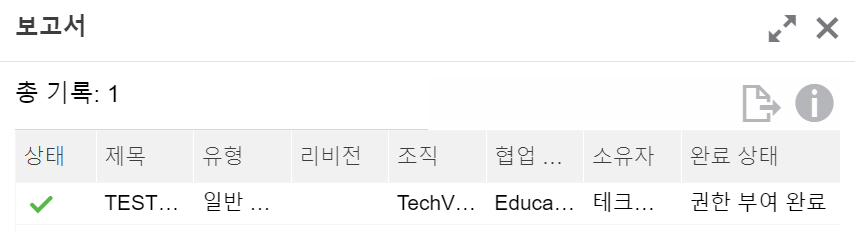 보고서
총 기록: 1
상태 제목 유형 리비전 조직 협업 ... 소유자 완료 상태
TEST... 일반 ... TechV... Educa... 테크... 권한 부여 완료